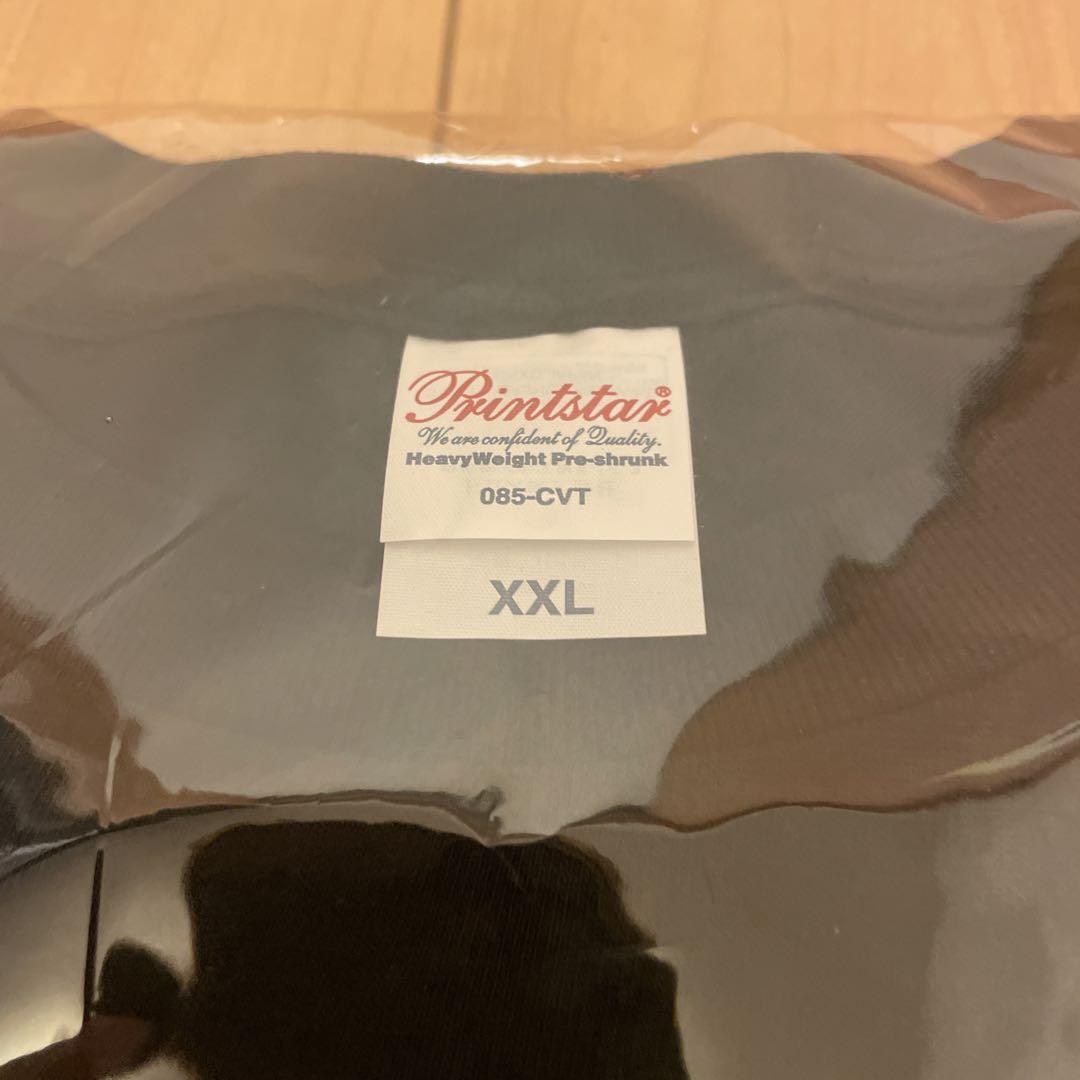 Printstar®
We are confident of Quality.
HeavyWeight Pre-shrunk
085-CVT
XXL